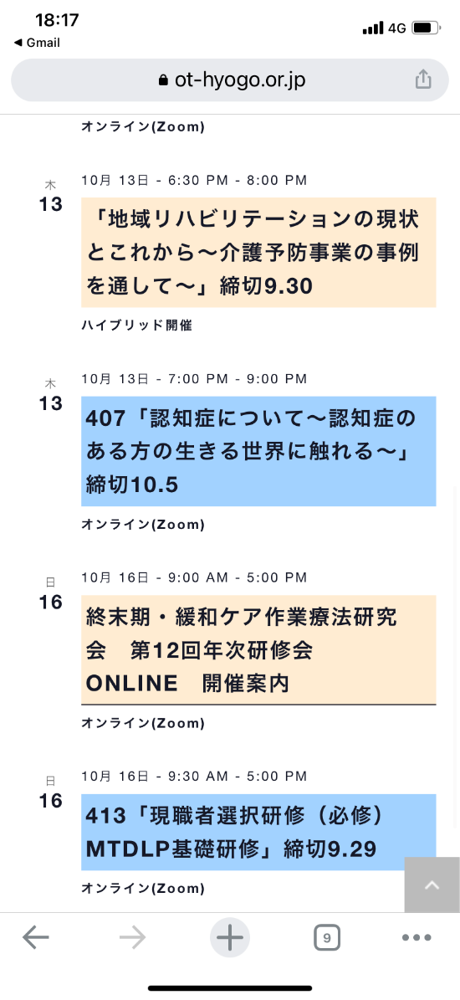 18:17
4G
◀ Gmail
ot-hyogo.or.jp
オンライン(Zoom)
木
13
10月 13日 - 6:30 PM - 8:00 PM
「地域リハビリテーションの現状
とこれから〜介護予防事業の事例
を通して〜」締切9.30
ハイブリッド開催
木
13
10月 13日 - 7:00 PM - 9:00 PM
407「認知症について〜認知症の
ある方の生きる世界に触れる〜」
締切10.5
オンライン(Zoom)
日
16
10月 16日 - 9:00 AM - 5:00 PM
終末期・緩和ケア作業療法研究
会　第12回年次研修会
ONLINE　開催案内
オンライン(Zoom)
日
16
10月 16日 - 9:30 AM - 5:00 PM
413「現職者選択研修（必修）
MTDLP基礎研修」締切9.29
オンライン(Zoom)
9